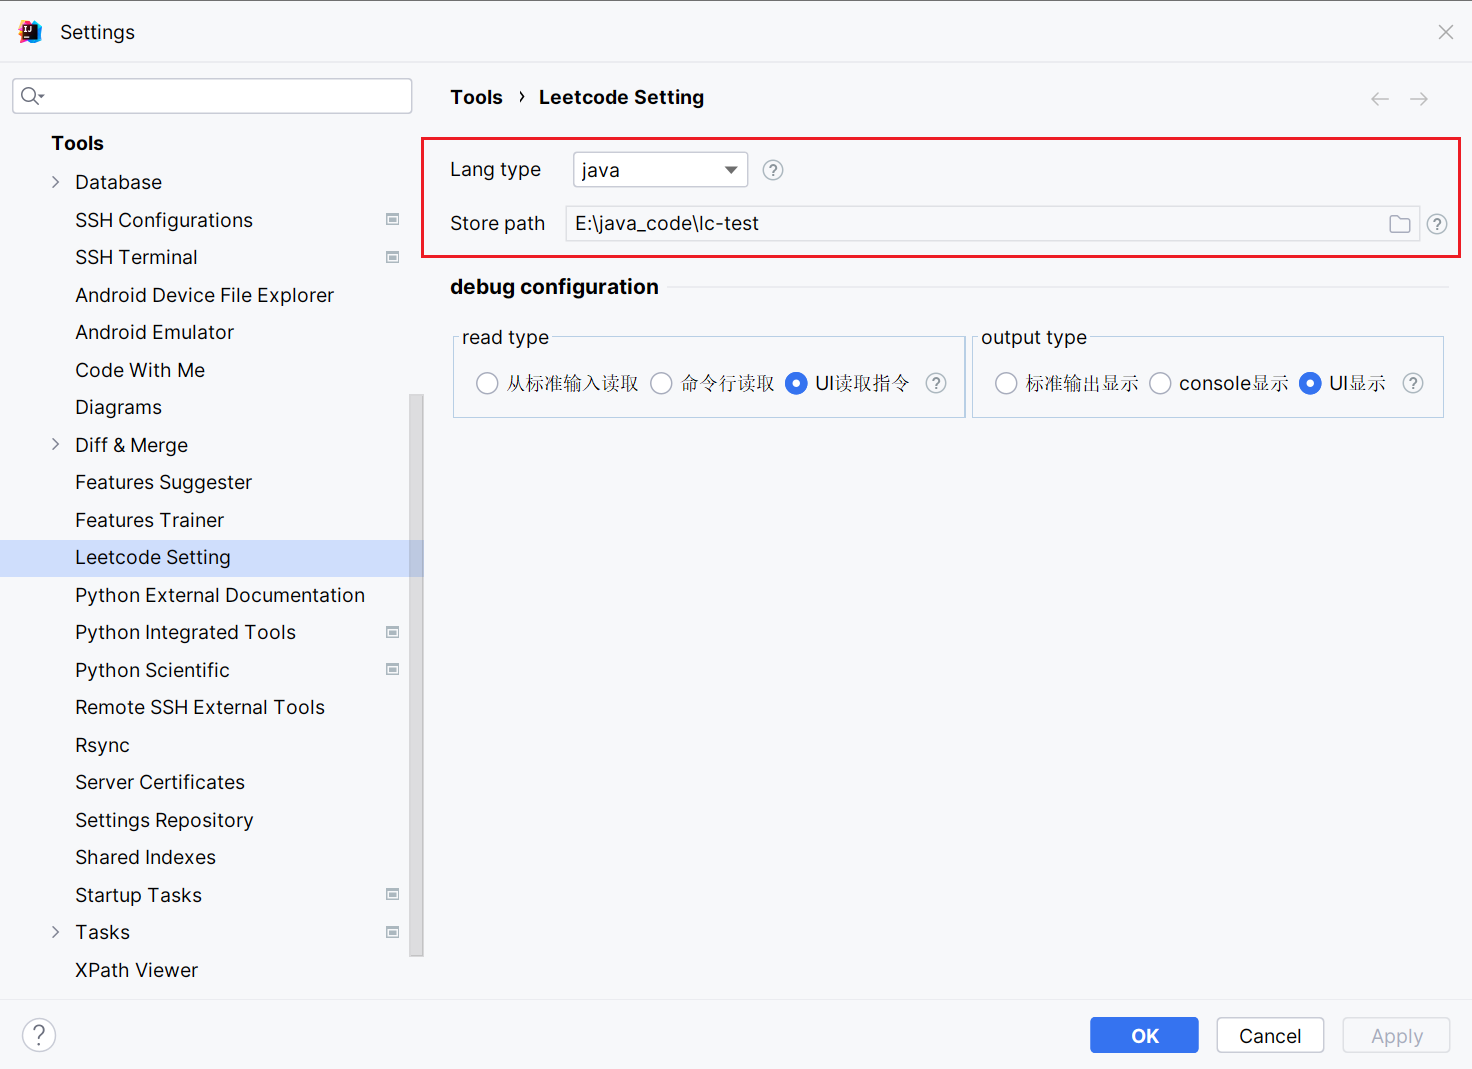 Settings
Tools
Database
SSH Configurations
SSH Terminal
Android Device File Explorer
Android Emulator
Code With Me
Diagrams
Diff & Merge
Features Suggester
Features Trainer
Leetcode Setting
Python External Documentation
Python Integrated Tools
Python Scientific
Remote SSH External Tools
Rsync
Server Certificates
Settings Repository
Shared Indexes
Startup Tasks
Tasks
XPath Viewer
Tools › Leetcode Setting
Lang type java ?
Store path E:\java_code\lc-test ?
debug configuration
read type
从标准输入读取 命令行读取 UI读取指令 ?
output type
标准输出显示 console显示 UI显示 ?
? OK Cancel Apply